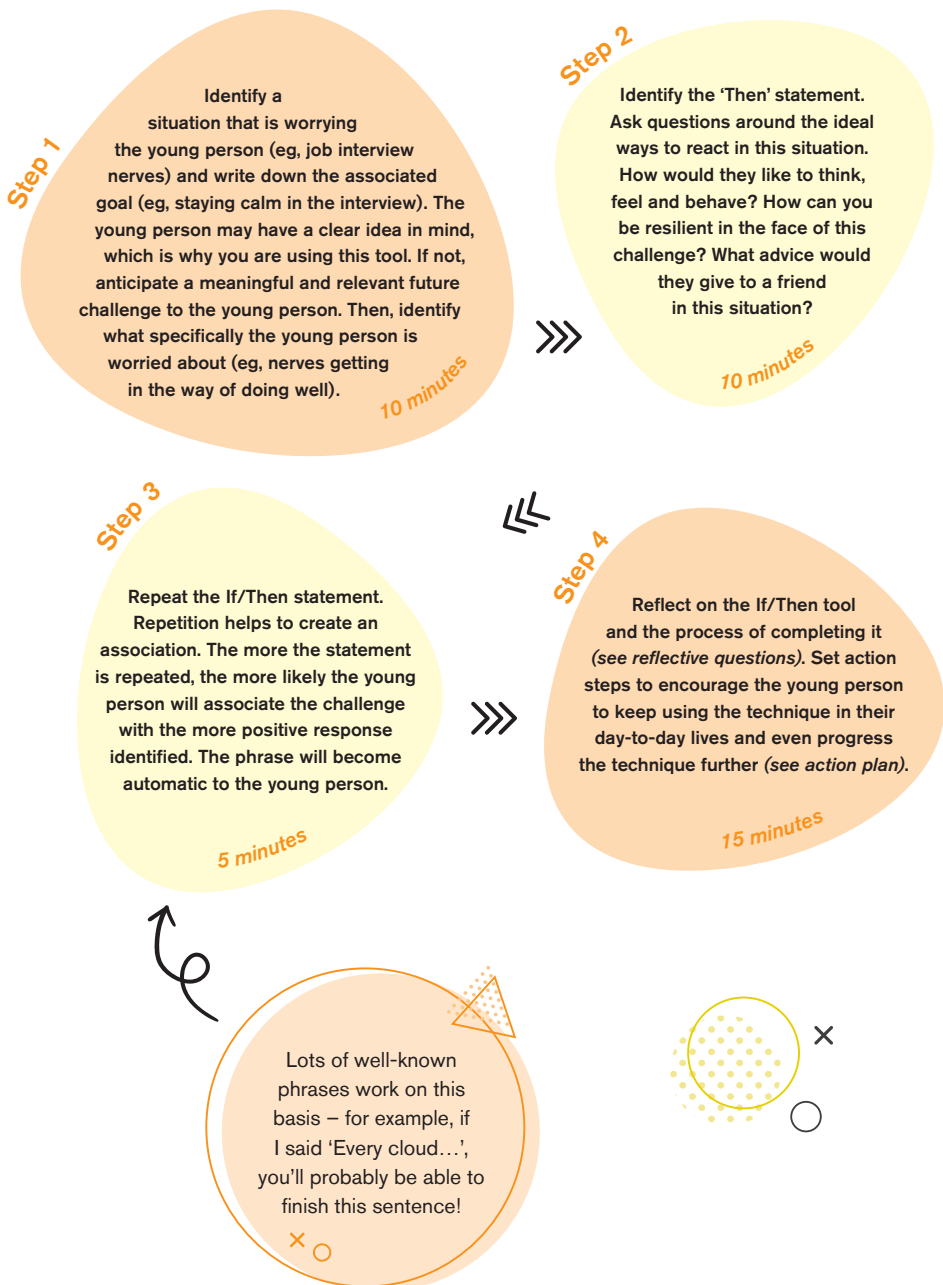 Step 1
Identify a
situation that is worrying
the young person (eg, job interview
nerves) and write down the associated
goal (eg, staying calm in the interview). The
young person may have a clear idea in mind,
which is why you are using this tool. If not,
anticipate a meaningful and relevant future
challenge to the young person. Then, identify
what specifically the young person is
worried about (eg, nerves getting
in the way of doing well).
10 minutes
Step 2
Identify the ‘Then’ statement.
Ask questions around the ideal
ways to react in this situation.
How would they like to think,
feel and behave? How can you
be resilient in the face of this
challenge? What advice would
they give to a friend
in this situation?
10 minutes
Step 3
Repeat the If/Then statement.
Repetition helps to create an
association. The more the statement
is repeated, the more likely the young
person will associate the challenge
with the more positive response
identified. The phrase will become
automatic to the young person.
5 minutes
Step 4
Reflect on the If/Then tool
and the process of completing it
(see reflective questions). Set action
steps to encourage the young person
to keep using the technique in their
day-to-day lives and even progress
the technique further (see action plan).
15 minutes
Lots of well-known
phrases work on this
basis – for example, if
I said ‘Every cloud…’,
you’ll probably be able to
finish this sentence!